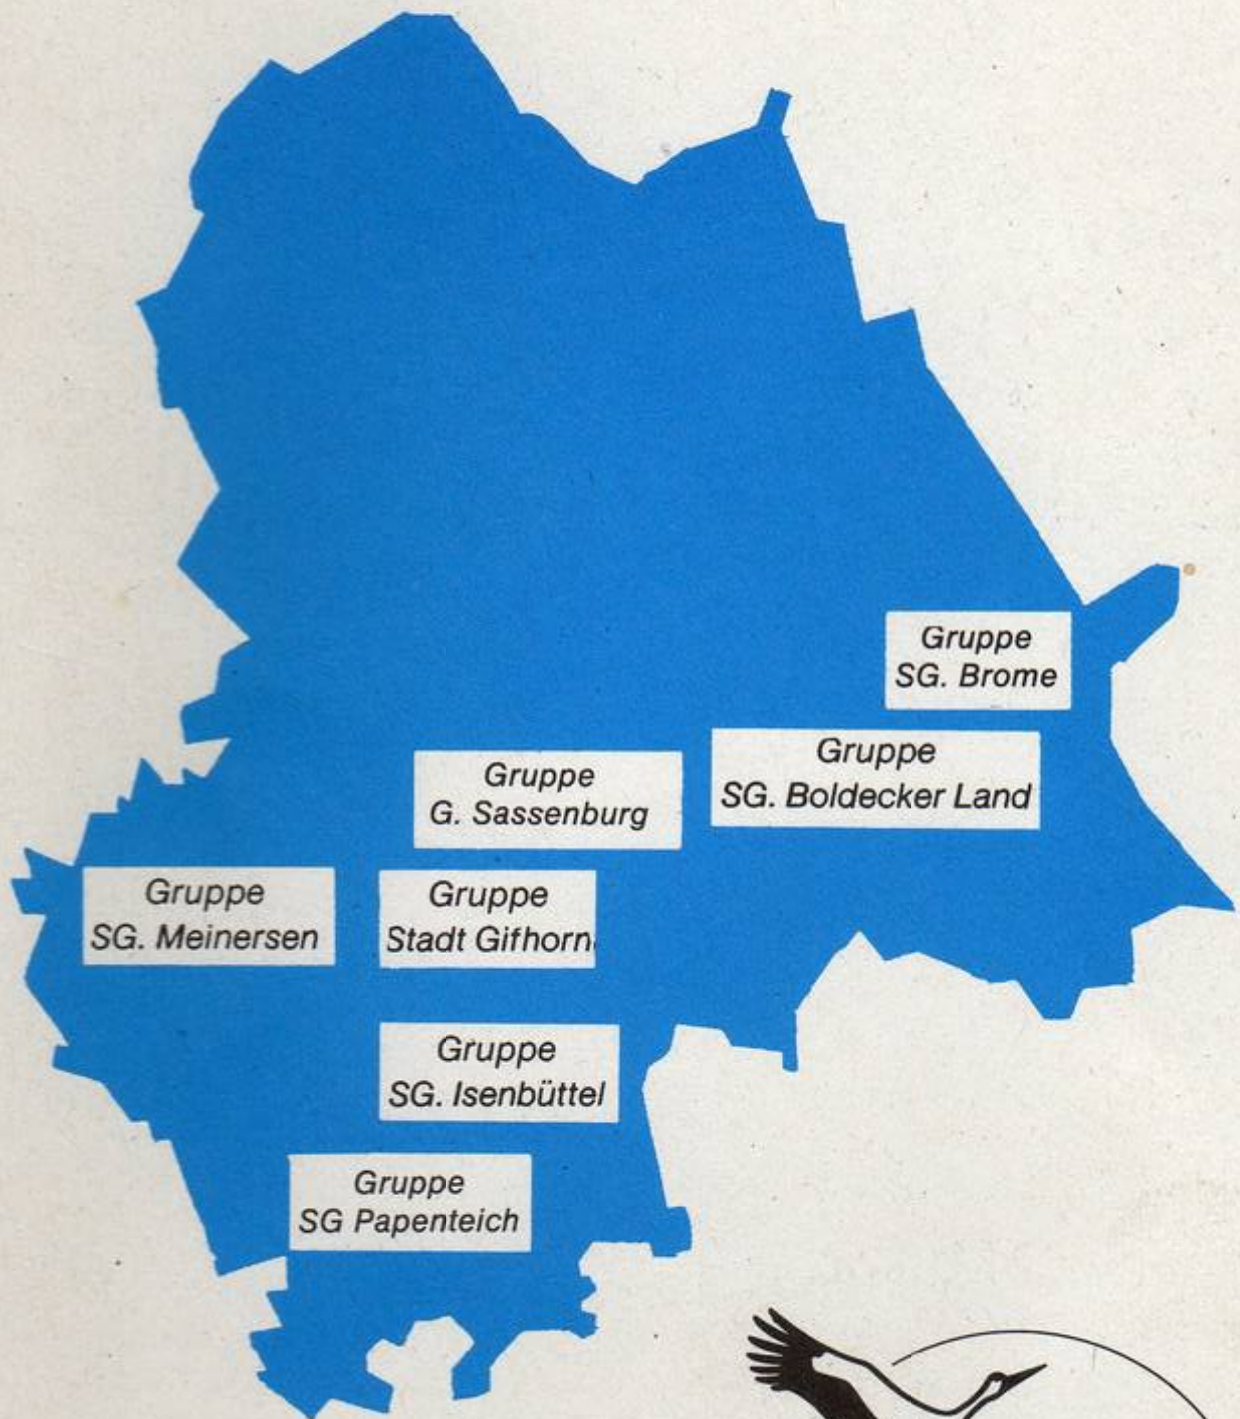 Gruppe
SG. Brome
Gruppe
SG. Boldecker Land
Gruppe
G. Sassenburg
Gruppe
SG. Meinersen
Gruppe
Stadt Gifhorn
Gruppe
SG. Isenbüttel
Gruppe
SG Papenteich